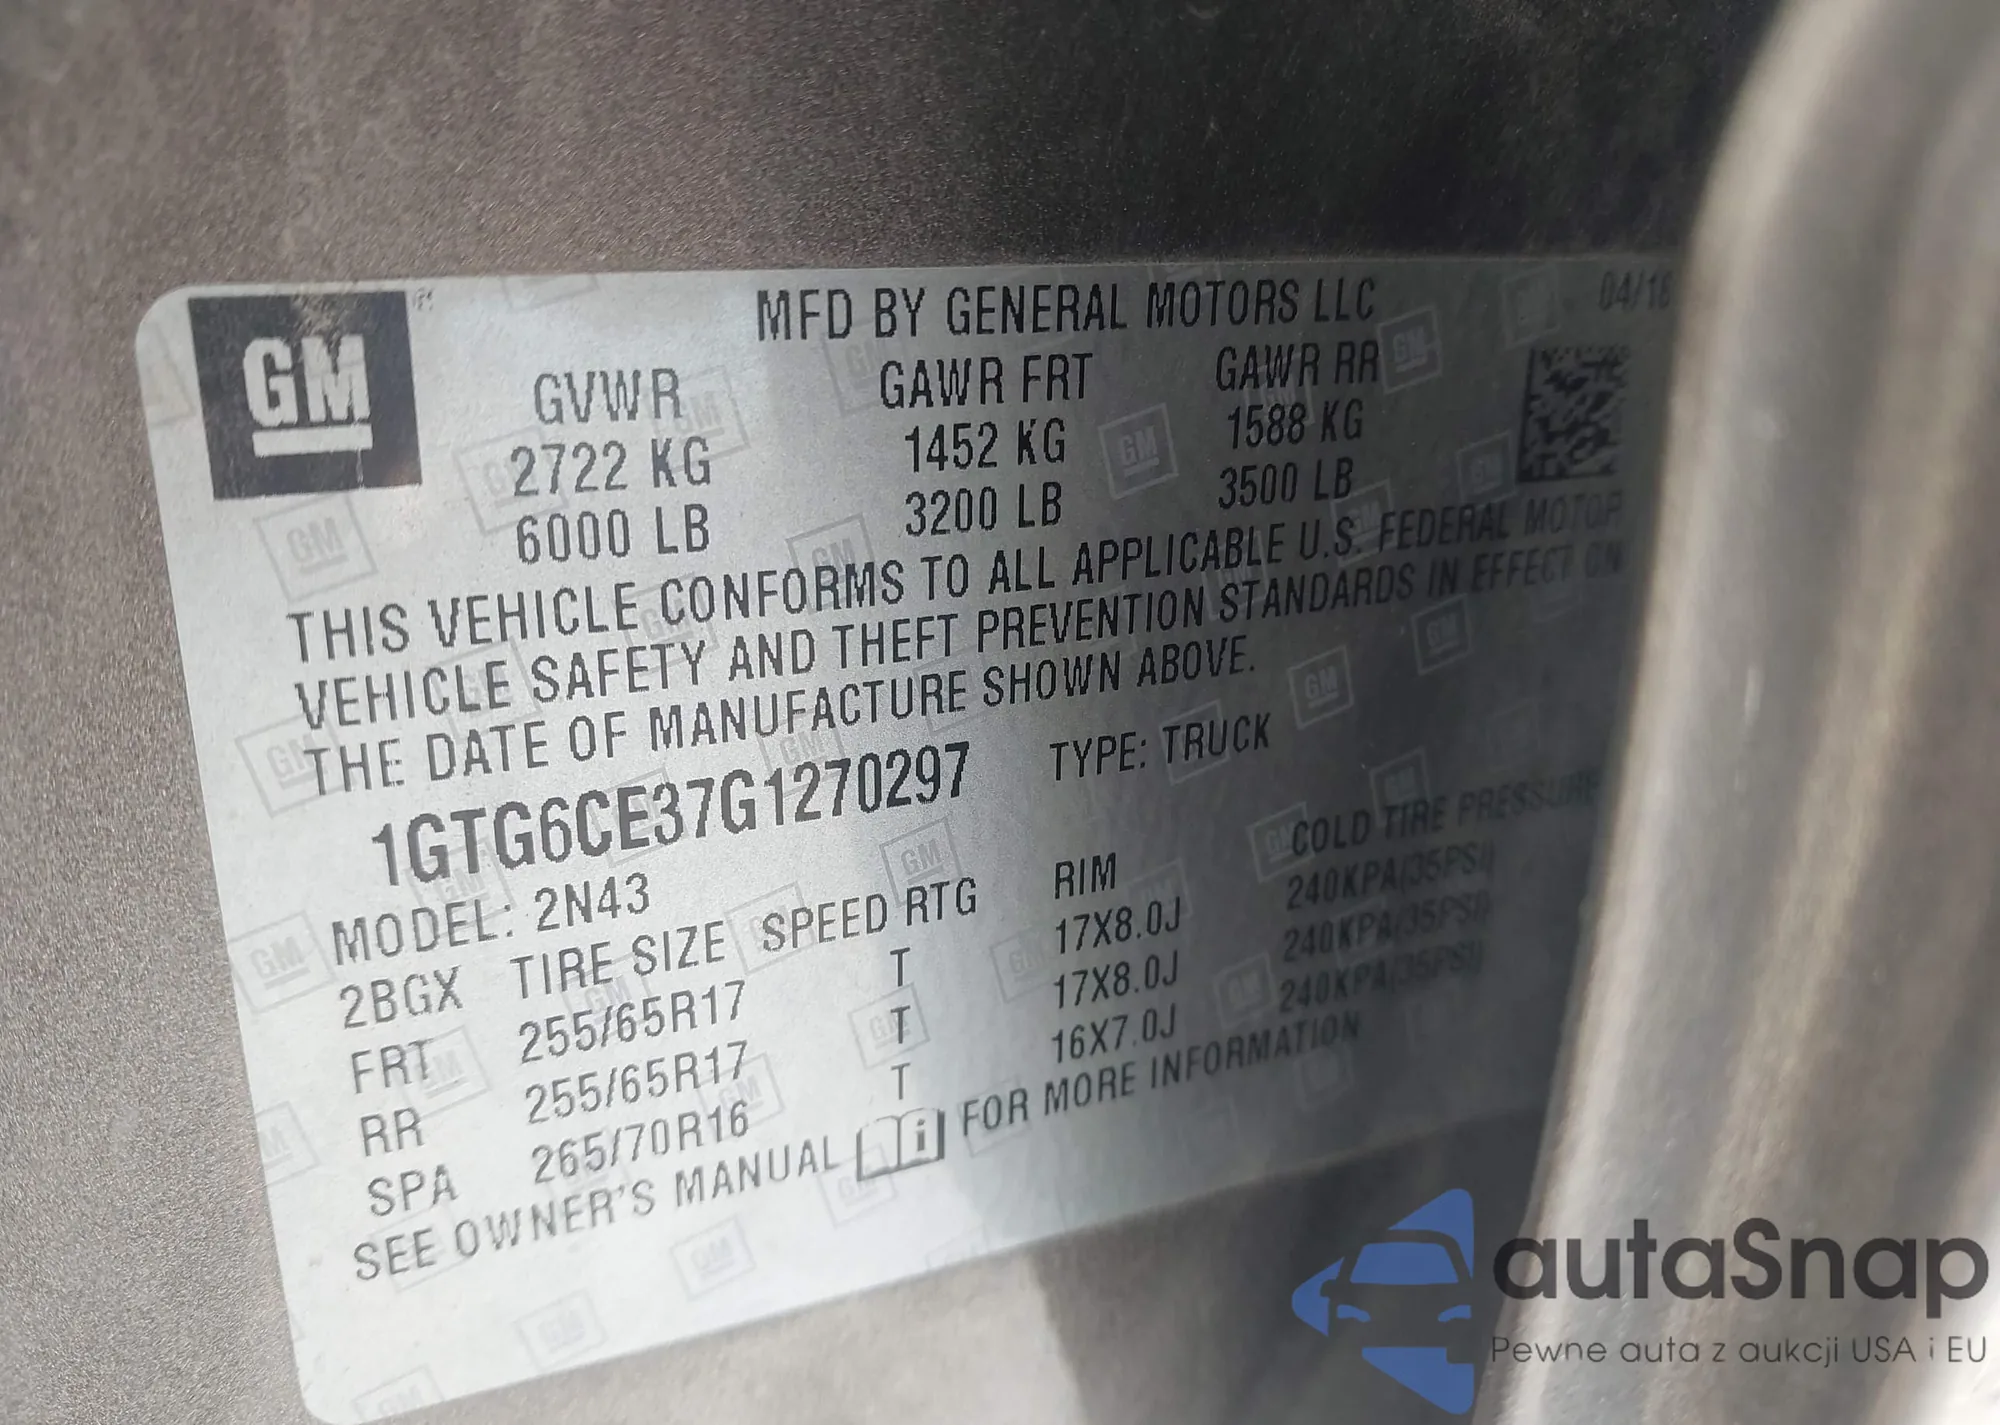 GM
MFD BY GENERAL MOTORS LLC 04/16
GVWR GAWR FRT GAWR RR
2722 KG 1452 KG 1588 KG
6000 LB 3200 LB 3500 LB
THIS VEHICLE CONFORMS TO ALL APPLICABLE U.S. FEDERAL MOTOR
VEHICLE SAFETY AND THEFT PREVENTION STANDARDS IN EFFECT ON
THE DATE OF MANUFACTURE SHOWN ABOVE.
1GTG6CE37G1270297 TYPE: TRUCK
MODEL: 2N43
2BGX TIRE SIZE SPEED RTG RIM COLD TIRE PRESSURE
FRT 255/65R17 T 17X8.0J 240KPA(35PSI)
RR 255/65R17 T 17X8.0J 240KPA(35PSI)
SPA 265/70R16 T 16X7.0J 240KPA(35PSI)
SEE OWNER'S MANUAL i FOR MORE INFORMATION
autaSnap
Pewne auta z aukcji USA i EU